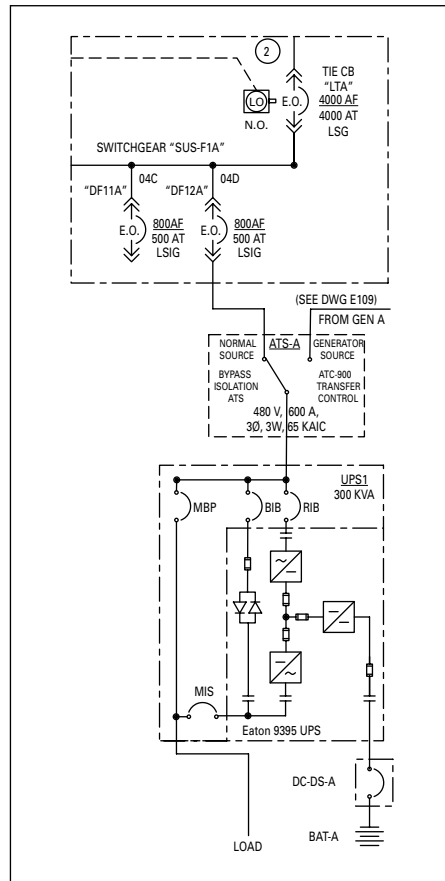 2
TIE CB
"LTA"
4000 AF
4000 AT
LSG
LO
E.O.
N.O.
SWITCHGEAR "SUS-F1A"
"DF11A"
04C
"DF12A"
04D
E.O.
800AF
500 AT
LSIG
E.O.
800AF
500 AT
LSIG
(SEE DWG E109)
FROM GEN A
NORMAL
SOURCE
ATS-A
GENERATOR
SOURCE
BYPASS
ISOLATION
ATS
ATC-900
TRANSFER
CONTROL
480 V, 600 A,
3Ø, 3W, 65 KAIC
UPS1
300 KVA
MBP
BIB
RIB
MIS
Eaton 9395 UPS
DC-DS-A
BAT-A
LOAD